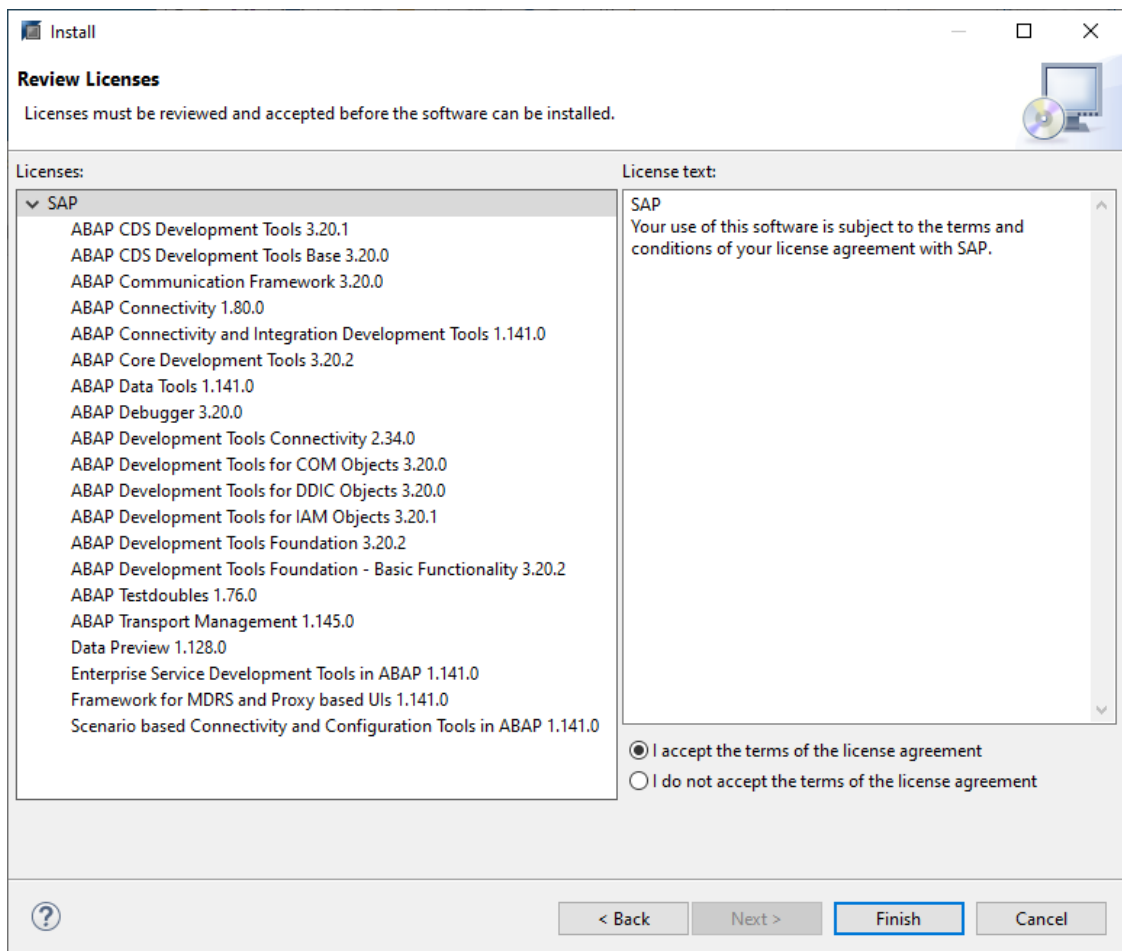 Install
Review Licenses
Licenses must be reviewed and accepted before the software can be installed.
Licenses:
SAP
ABAP CDS Development Tools 3.20.1
ABAP CDS Development Tools Base 3.20.0
ABAP Communication Framework 3.20.0
ABAP Connectivity 1.80.0
ABAP Connectivity and Integration Development Tools 1.141.0
ABAP Core Development Tools 3.20.2
ABAP Data Tools 1.141.0
ABAP Debugger 3.20.0
ABAP Development Tools Connectivity 2.34.0
ABAP Development Tools for COM Objects 3.20.0
ABAP Development Tools for DDIC Objects 3.20.0
ABAP Development Tools for IAM Objects 3.20.1
ABAP Development Tools Foundation 3.20.2
ABAP Development Tools Foundation - Basic Functionality 3.20.2
ABAP Testdoubles 1.76.0
ABAP Transport Management 1.145.0
Data Preview 1.128.0
Enterprise Service Development Tools in ABAP 1.141.0
Framework for MDRS and Proxy based UIs 1.141.0
Scenario based Connectivity and Configuration Tools in ABAP 1.141.0
License text:
SAP
Your use of this software is subject to the terms and
conditions of your license agreement with SAP.
I accept the terms of the license agreement
I do not accept the terms of the license agreement
?
< Back
Next >
Finish
Cancel